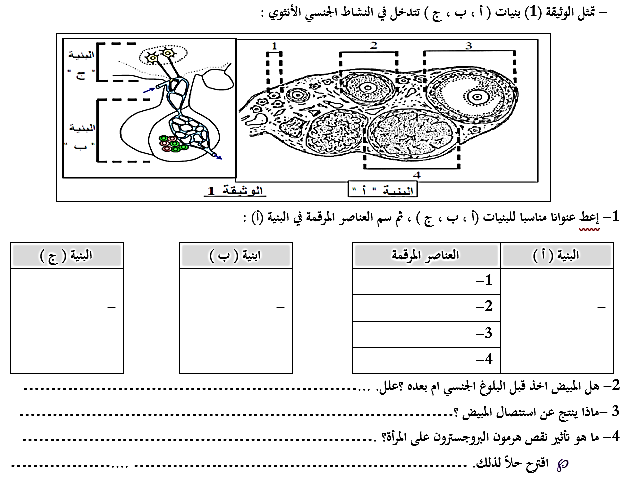 – تمثل الوثيقة (1) بنيات ( أ ، ب ، ج ) تتدخل في النشاط الجنسي الأنثوي :
البنية
" ج "
البنية
" ب "
1
2
3
4
البنية " أ "
الوثيقة 1
1– إعط عنوانا مناسبا للبنيات ( أ ، ب ، ج ) ، ثم سم العناصر المرقمة في البنية (أ) :
البنية ( أ )
العناصر المرقمة
ابنية ( ب )
البنية ( ج )
–
1–
2–
3–
4–
–
–
2– هل المبيض اخذ قبل البلوغ الجنسي ام بعده ؟علل. ........................................
3 –ماذا ينتج عن استئصال المبيض ؟........................................
4– ما هو تأثير نقص هرمون البروجسترون على المرأة؟ ........................................
اقترح حلاً لذلك. ........................................